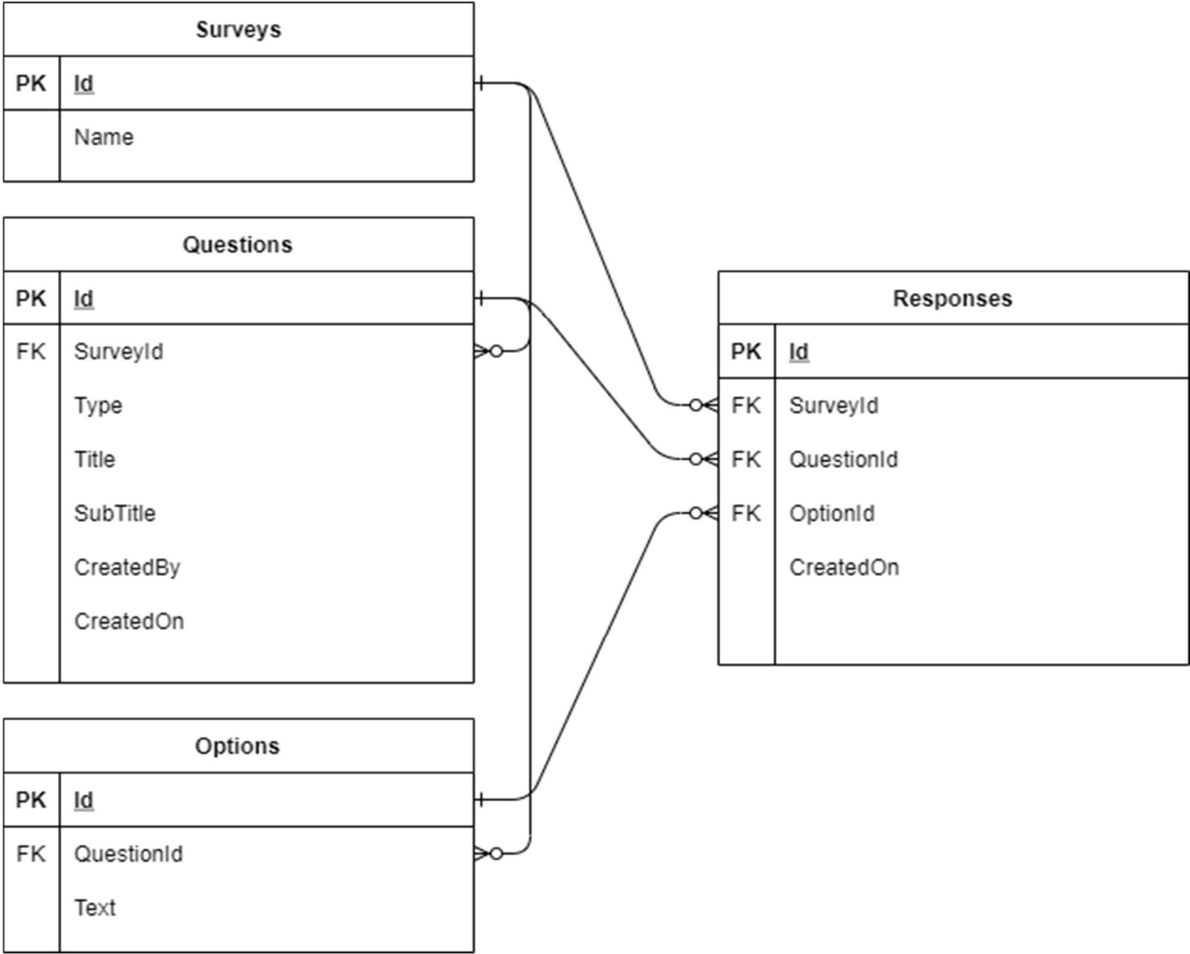 Surveys
PK Id
Name
Questions
PK Id
FK SurveyId
Type
Title
SubTitle
CreatedBy
CreatedOn
Options
PK Id
FK QuestionId
Text
Responses
PK Id
FK SurveyId
FK QuestionId
FK OptionId
CreatedOn